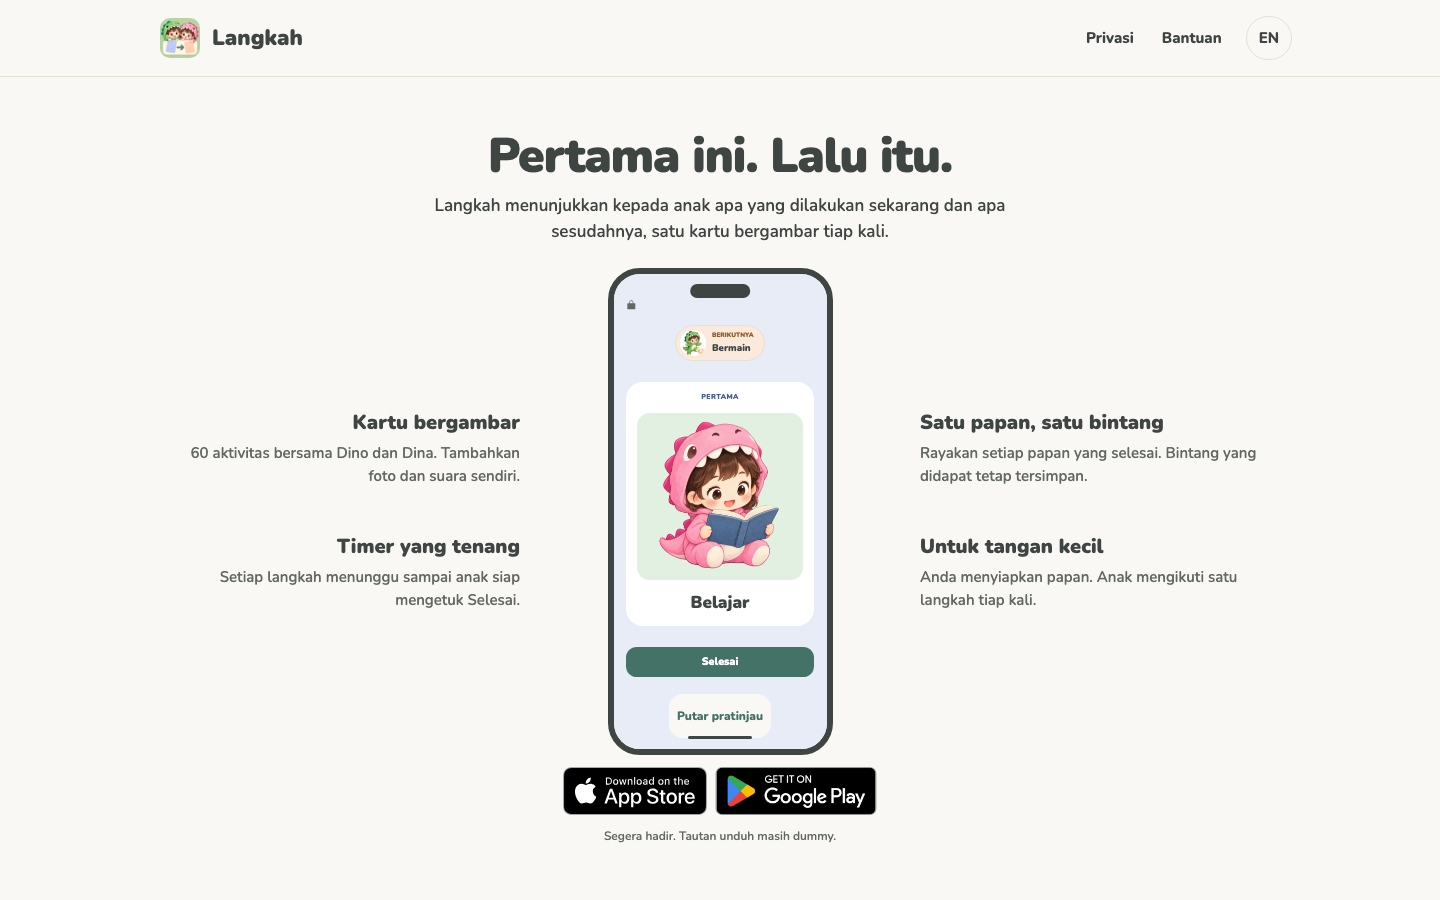 Langkah
Privasi
Bantuan
EN
Pertama ini. Lalu itu.
Langkah menunjukkan kepada anak apa yang dilakukan sekarang dan apa
sesudahnya, satu kartu bergambar tiap kali.
Kartu bergambar
60 aktivitas bersama Dino dan Dina. Tambahkan
foto dan suara sendiri.
Timer yang tenang
Setiap langkah menunggu sampai anak siap
mengetuk Selesai.
BERIKUTNYA
Bermain
PERTAMA
Belajar
Selesai
Putar pratinjau
Satu papan, satu bintang
Rayakan setiap papan yang selesai. Bintang yang
didapat tetap tersimpan.
Untuk tangan kecil
Anda menyiapkan papan. Anak mengikuti satu
langkah tiap kali.
Download on the
App Store
GET IT ON
Google Play
Segera hadir. Tautan unduh masih dummy.